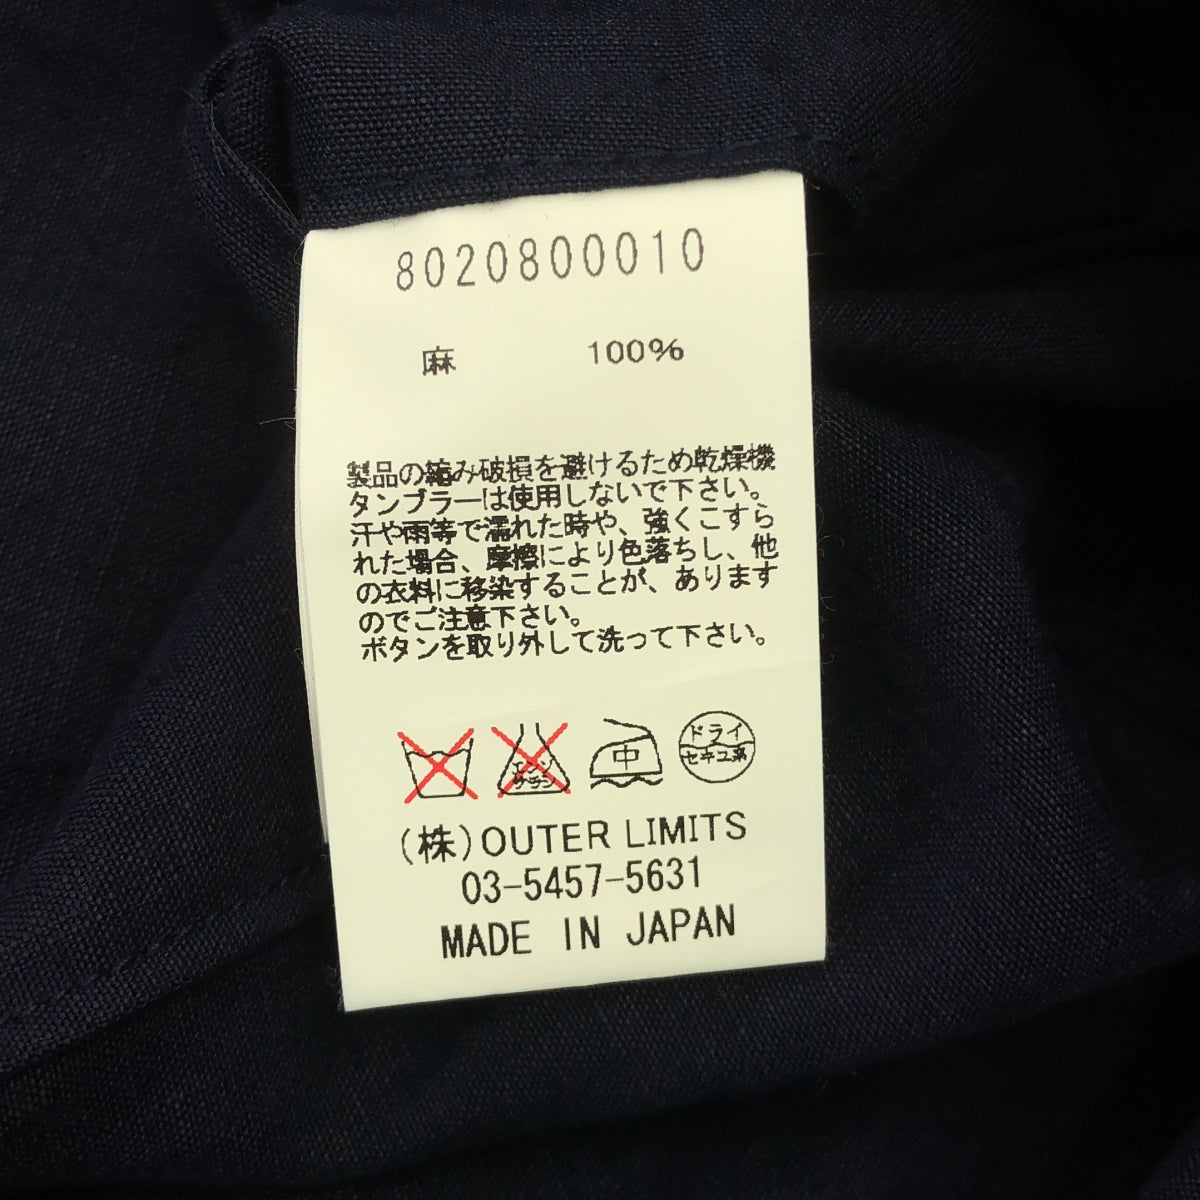 8020800010
麻 100%
製品の縮み破損を避けるため乾燥機
タンブラーは使用しないで下さい。
汗や雨等で濡れた時や、強くこすら
れた場合、摩擦により色落ちし、他
の衣料に移染することが、あります
のでご注意下さい。
ボタンを取り外して洗って下さい。
エンソ
サラシ
中
ドライ
セキユ系
(株)OUTER LIMITS
03-5457-5631
MADE IN JAPAN